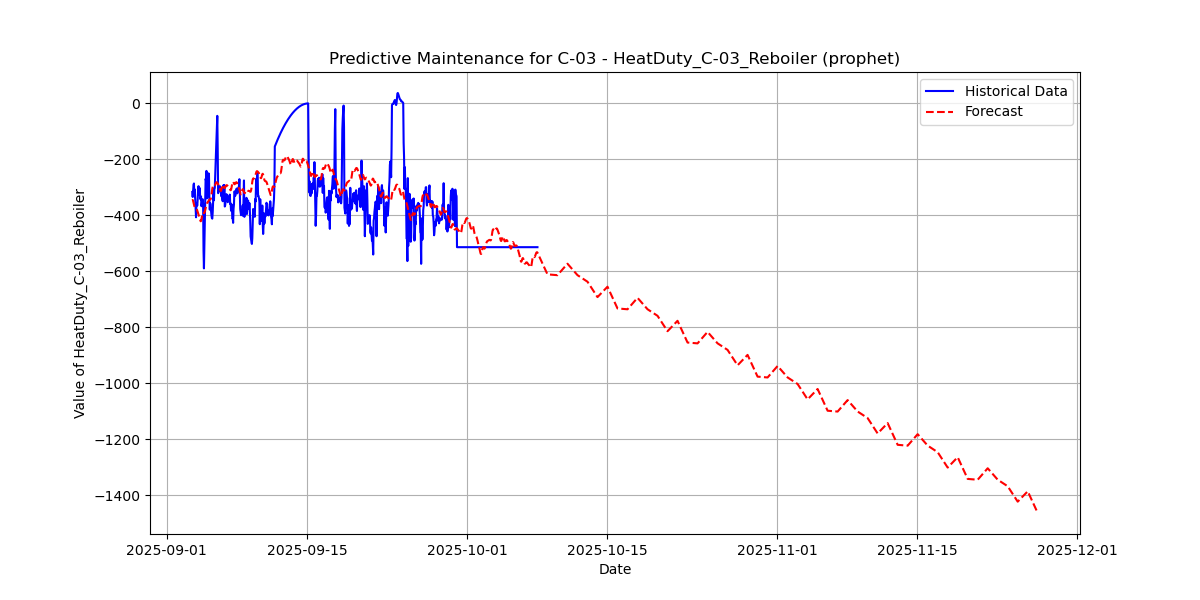 Predictive Maintenance for C-03 - HeatDuty_C-03_Reboiler (prophet)
Historical Data
Forecast
Value of HeatDuty_C-03_Reboiler
0
−200
−400
−600
−800
−1000
−1200
−1400
2025-09-01 2025-09-15 2025-10-01 2025-10-15 2025-11-01 2025-11-15 2025-12-01
Date